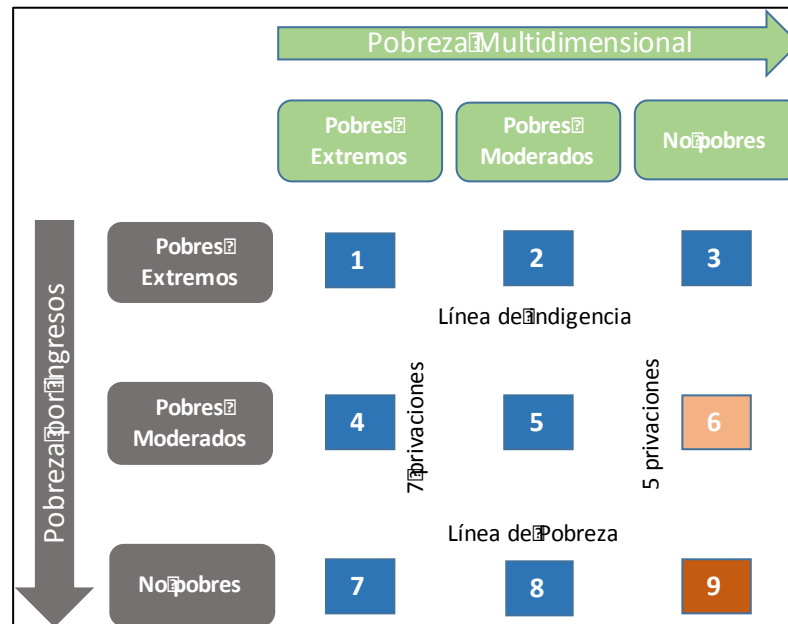 Pobreza Multidimensional
Pobres
Extremos
Pobres
Moderados
No pobres
Pobreza por ingresos
Pobres
Extremos
1
2
3
Línea de Indigencia
Pobres
Moderados
4
7 privaciones
5
5 privaciones
6
Línea de Pobreza
No pobres
7
8
9